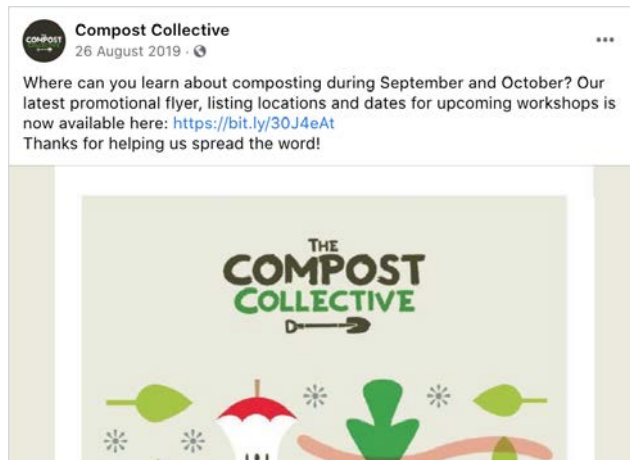 COMPOST
COLLECTIVE
Compost Collective
26 August 2019 ·
Where can you learn about composting during September and October? Our
latest promotional flyer, listing locations and dates for upcoming workshops is
now available here: https://bit.ly/30J4eAt
Thanks for helping us spread the word!
THE
COMPOST
COLLECTIVE